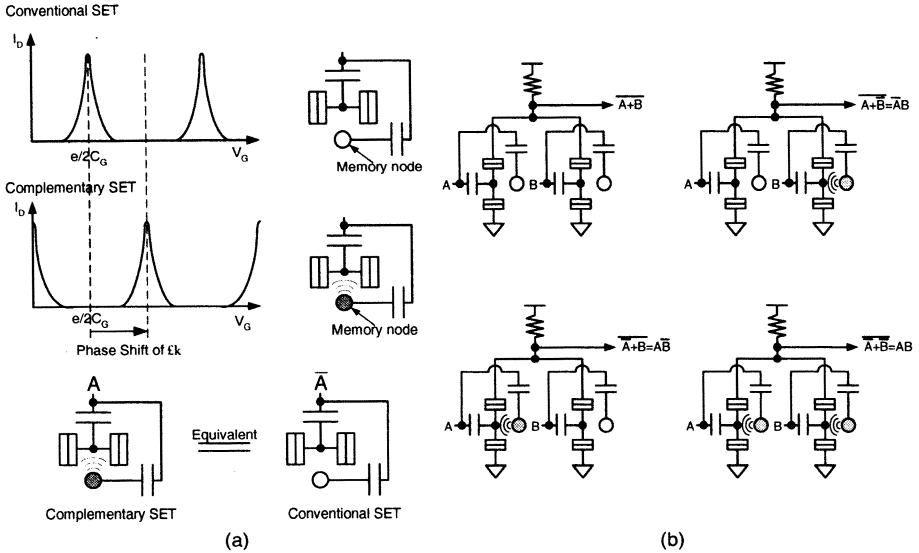 Conventional SET
I_D
e/2C_G
V_G
Memory node
Complementary SET
I_D
e/2C_G
V_G
Phase Shift of £k
Memory node
A
A̅
Equivalent
Complementary SET
Conventional SET
(a)
A̅+̅B̅
A
B
A̅+̅B̿=A̅B
A
B
A̿+̅B̅=AB̅
A
B
A̿+̅B̿=AB
A
B
(b)